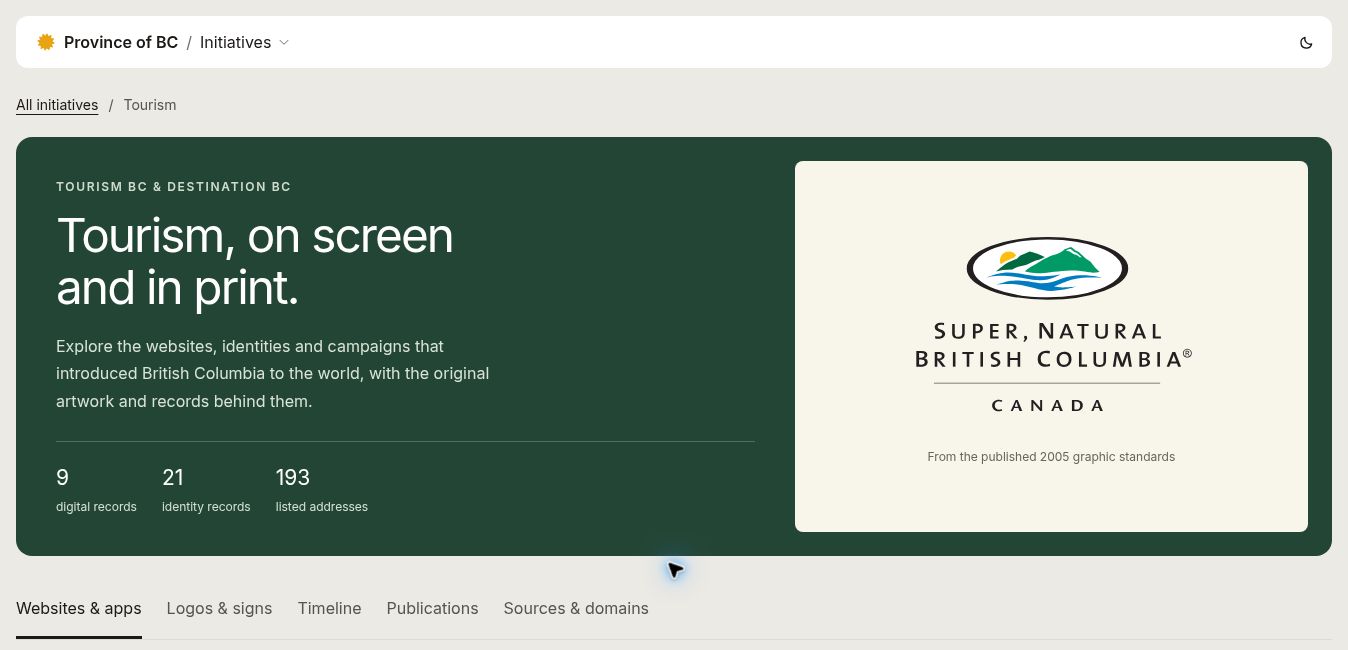 Province of BC / Initiatives
All initiatives / Tourism
TOURISM BC & DESTINATION BC
Tourism, on screen
and in print.
Explore the websites, identities and campaigns that
introduced British Columbia to the world, with the original
artwork and records behind them.
9
digital records
21
identity records
193
listed addresses
SUPER, NATURAL
BRITISH COLUMBIA®
CANADA
From the published 2005 graphic standards
Websites & apps
Logos & signs
Timeline
Publications
Sources & domains